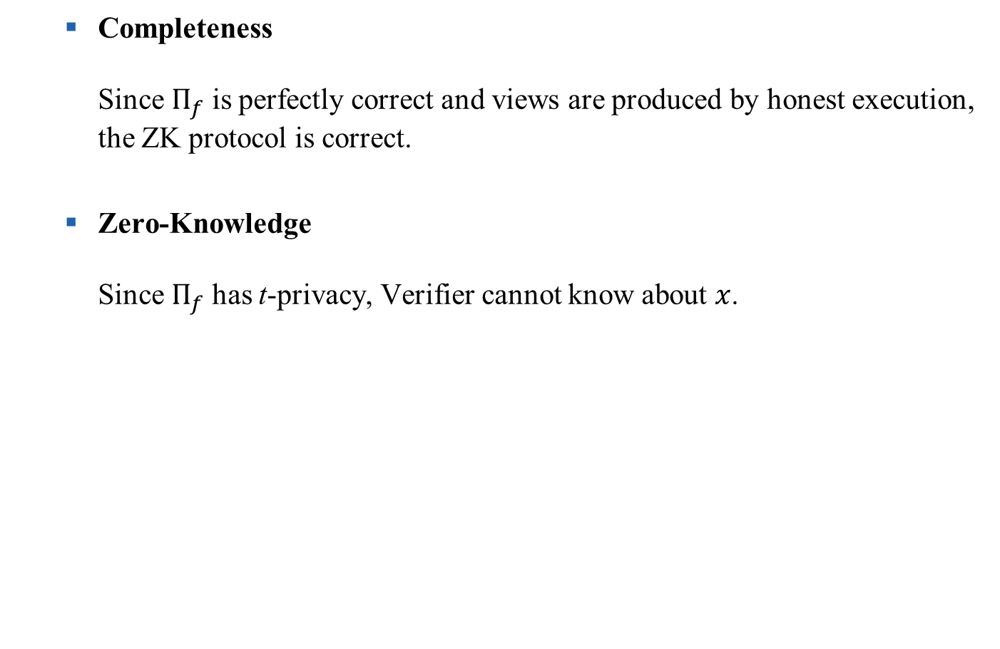 ▪ Completeness
Since Π_f is perfectly correct and views are produced by honest execution,
the ZK protocol is correct.
▪ Zero-Knowledge
Since Π_f has t-privacy, Verifier cannot know about x.